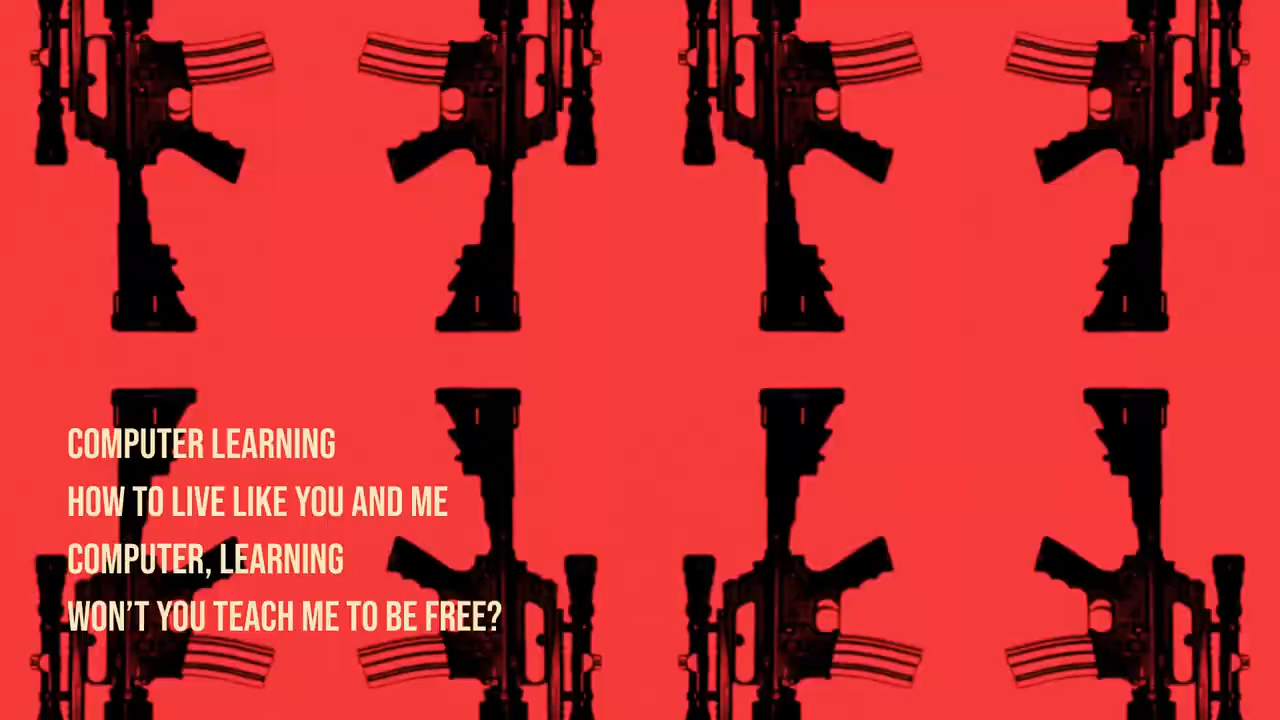 COMPUTER LEARNING
HOW TO LIVE LIKE YOU AND ME
COMPUTER, LEARNING
WON'T YOU TEACH ME TO BE FREE?